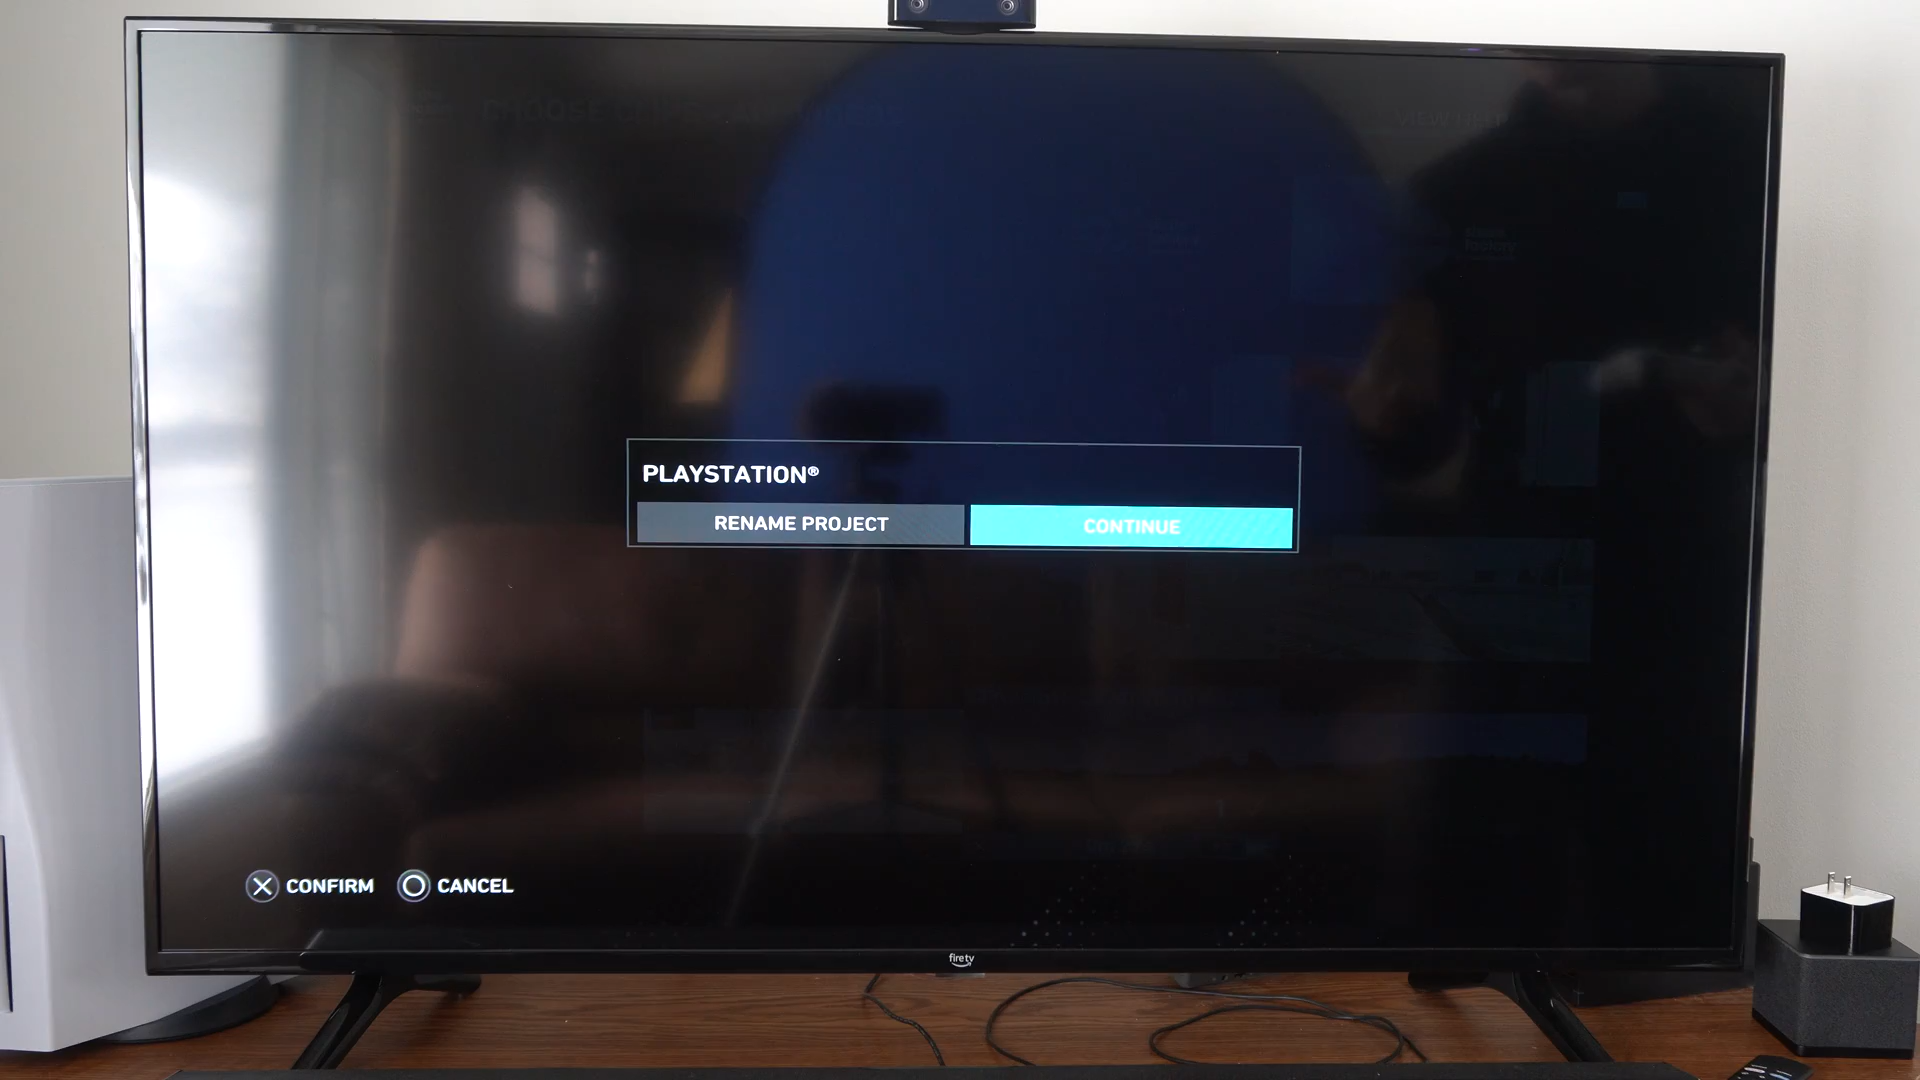 PLAYSTATION®
RENAME PROJECT
CONTINUE
CONFIRM
CANCEL
firetv